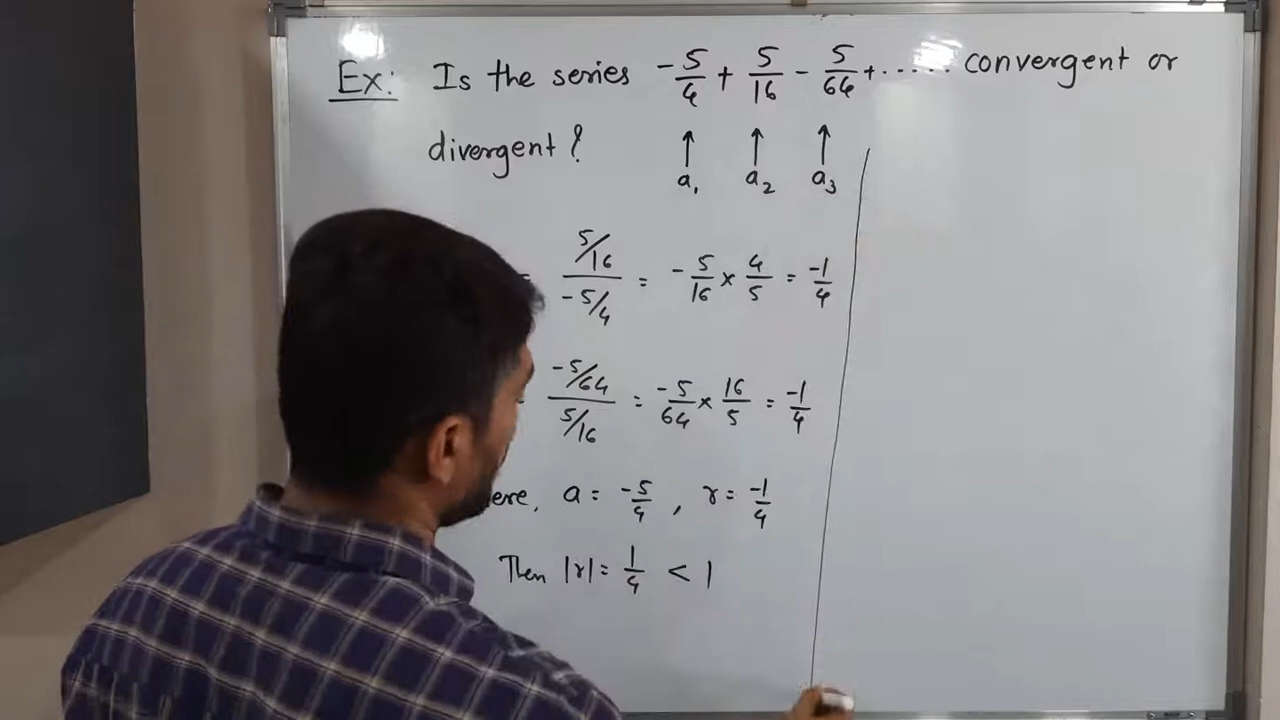 Ex: Is the series -5/4 + 5/16 - 5/64 + ..... convergent or
divergent?
↑ ↑ ↑
a₁ a₂ a₃
= (5/16)/(-5/4) = -5/16 × 4/5 = -1/4
(-5/64)/(5/16) = -5/64 × 16/5 = -1/4
ere, a = -5/4 , r = -1/4
Then |r| = 1/4 < 1